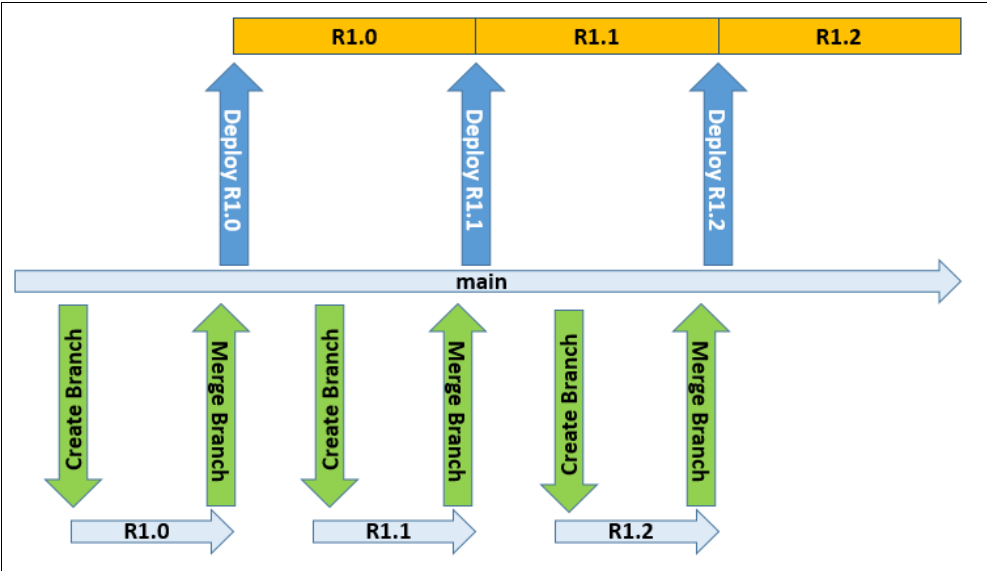 R1.0
R1.1
R1.2
Deploy R1.0
Deploy R1.1
Deploy R1.2
main
Create Branch
Merge Branch
Create Branch
Merge Branch
Create Branch
Merge Branch
R1.0
R1.1
R1.2